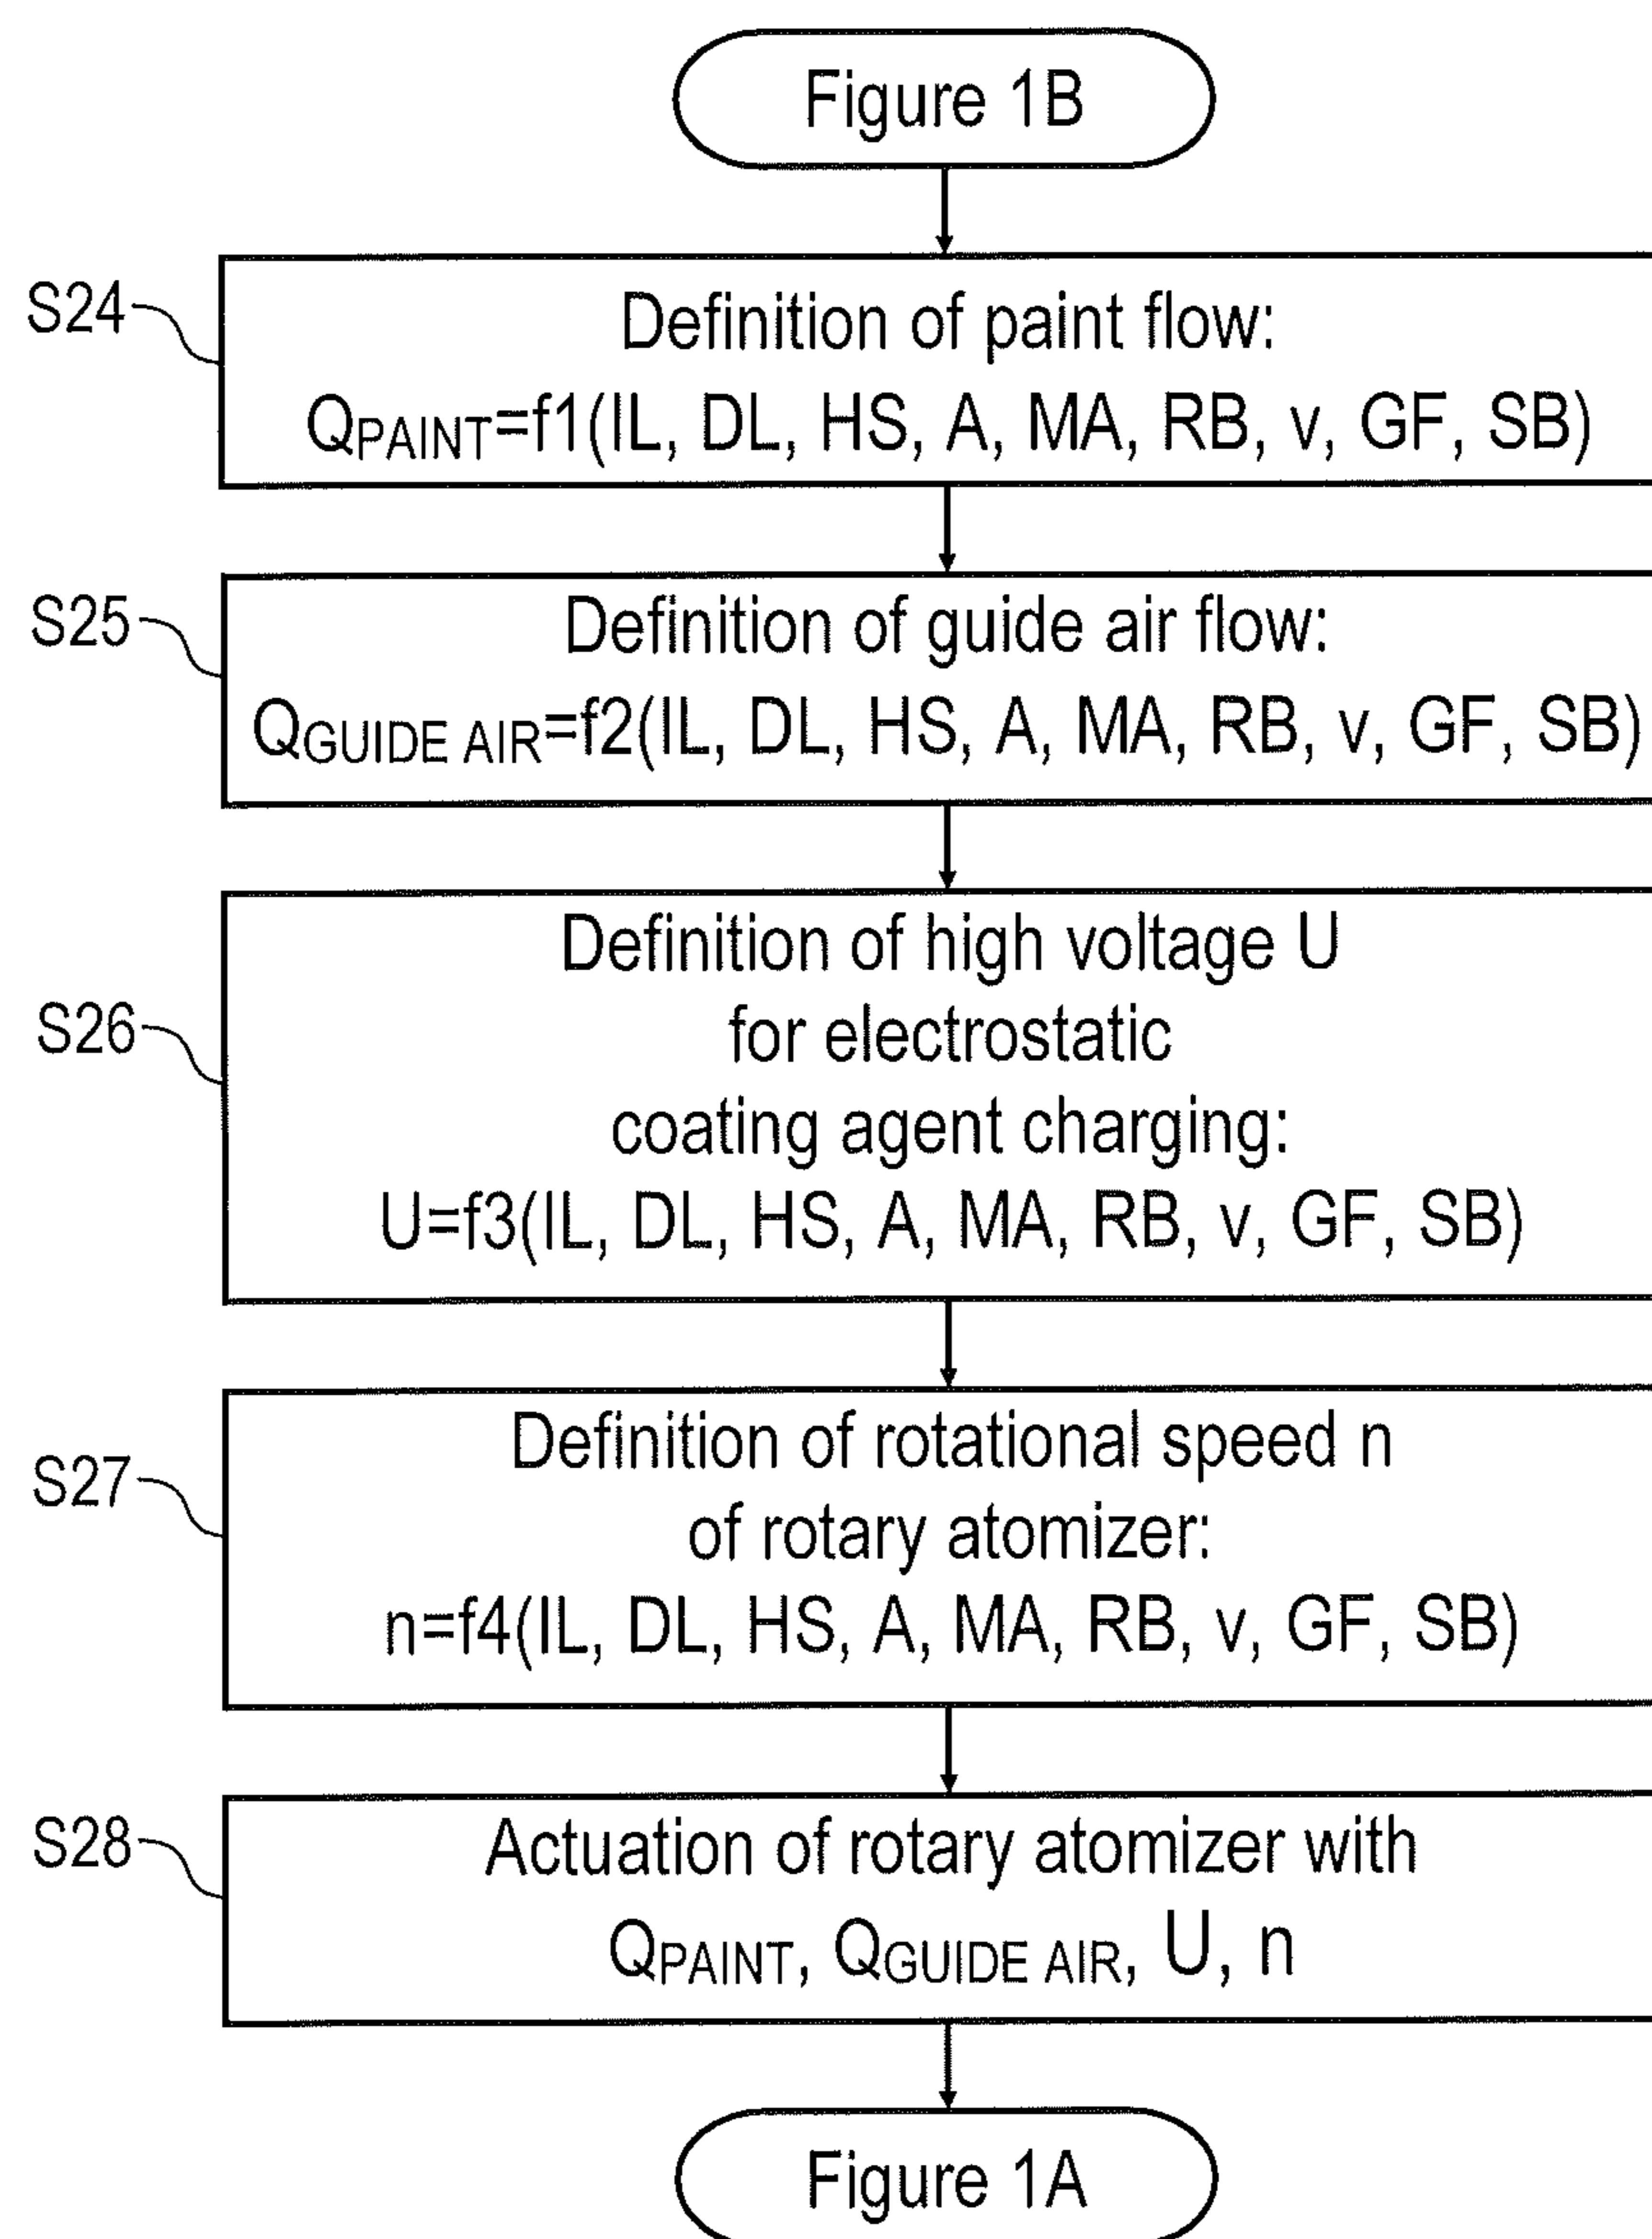 Figure 1B
S24
Definition of paint flow:
QPAINT=f1(IL, DL, HS, A, MA, RB, v, GF, SB)
S25
Definition of guide air flow:
QGUIDE AIR=f2(IL, DL, HS, A, MA, RB, v, GF, SB)
S26
Definition of high voltage U
for electrostatic
coating agent charging:
U=f3(IL, DL, HS, A, MA, RB, v, GF, SB)
S27
Definition of rotational speed n
of rotary atomizer:
n=f4(IL, DL, HS, A, MA, RB, v, GF, SB)
S28
Actuation of rotary atomizer with
QPAINT, QGUIDE AIR, U, n
Figure 1A